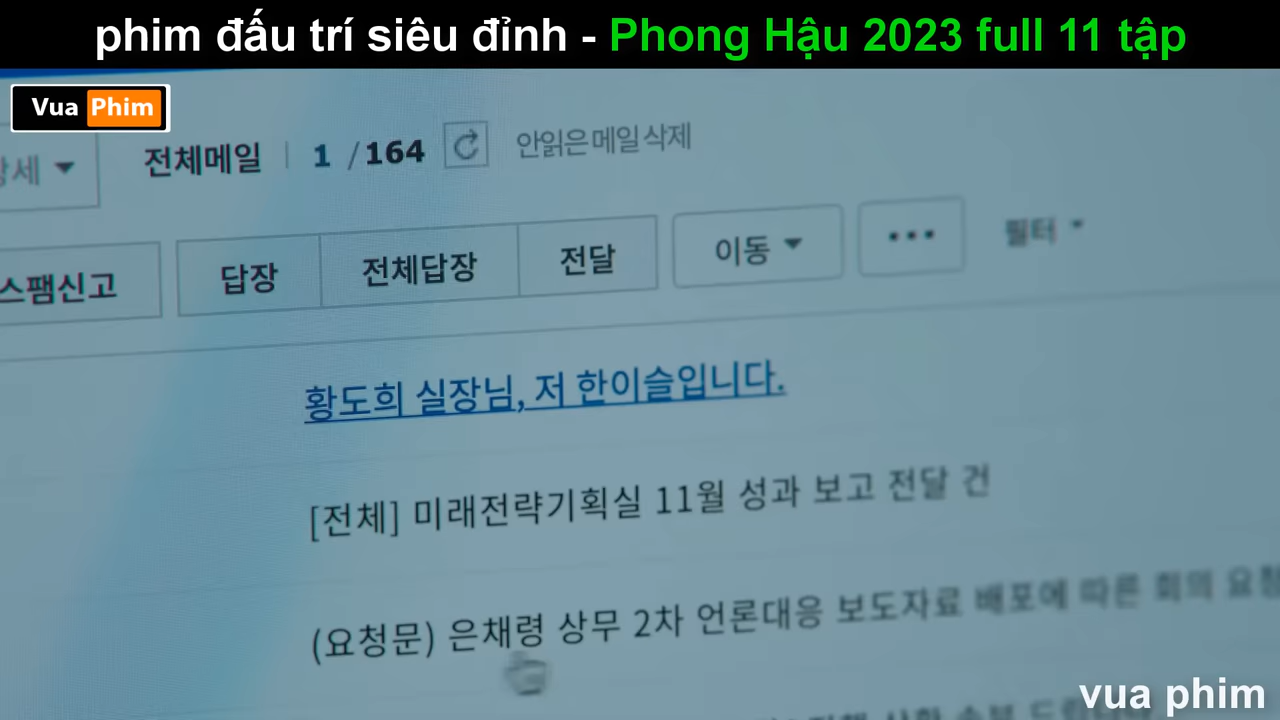 phim đấu trí siêu đỉnh - Phong Hậu 2023 full 11 tập
Vua Phim
전체메일 1 /164 안읽은 메일 삭제
스팸신고 답장 전체답장 전달 이동 ••• 필터
황도희 실장님, 저 한이슬입니다.
[전체] 미래전략기획실 11월 성과 보고 전달 건
(요청문) 은채령 상무 2차 언론대응 보도자료 배포에 따른 회의 요청
vua phim